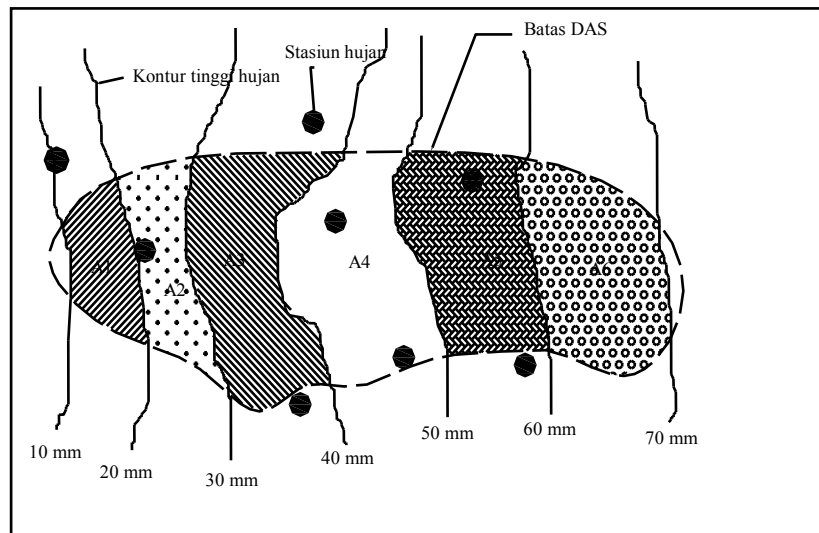 Batas DAS
Stasiun hujan
Kontur tinggi hujan
A1
A2
A3
A4
A5
A6
10 mm
20 mm
30 mm
40 mm
50 mm
60 mm
70 mm